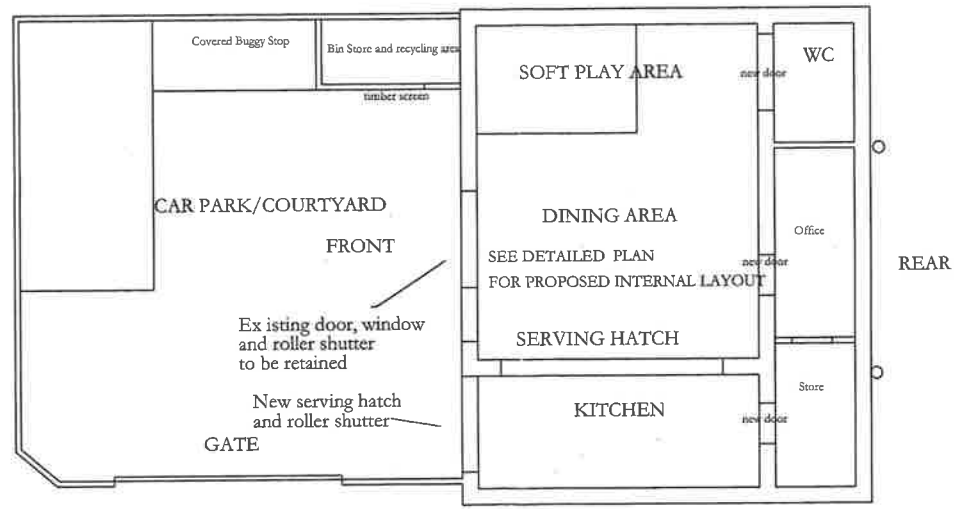 Covered Buggy Stop
Bin Store and recycling area
timber screen
SOFT PLAY AREA
new door
WC
CAR PARK/COURTYARD
FRONT
DINING AREA
SEE DETAILED PLAN
FOR PROPOSED INTERNAL LAYOUT
new door
Office
REAR
Ex isting door, window
and roller shutter
to be retained
SERVING HATCH
New serving hatch
and roller shutter
GATE
KITCHEN
new door
Store